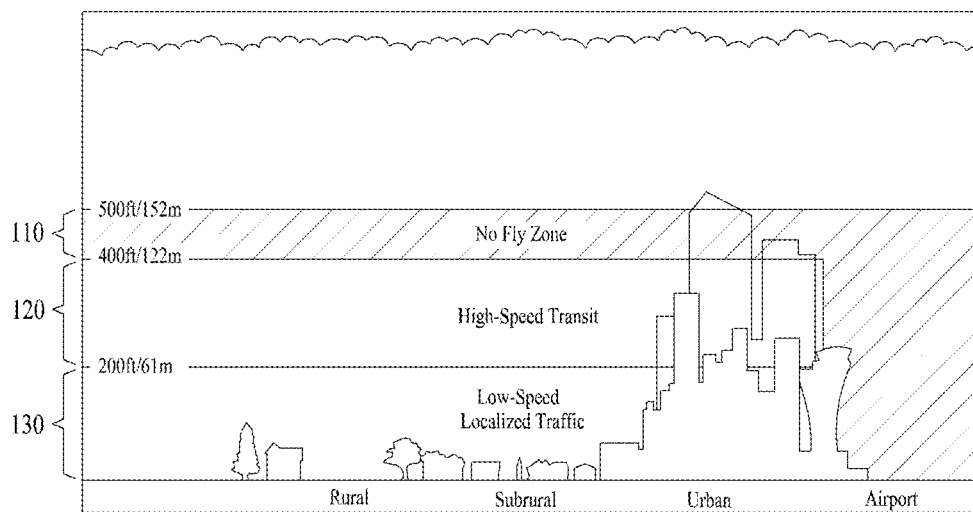 500ft/152m
110
No Fly Zone
400ft/122m
120
High-Speed Transit
200ft/61m
130
Low-Speed
Localized Traffic
Rural Subrural Urban Airport